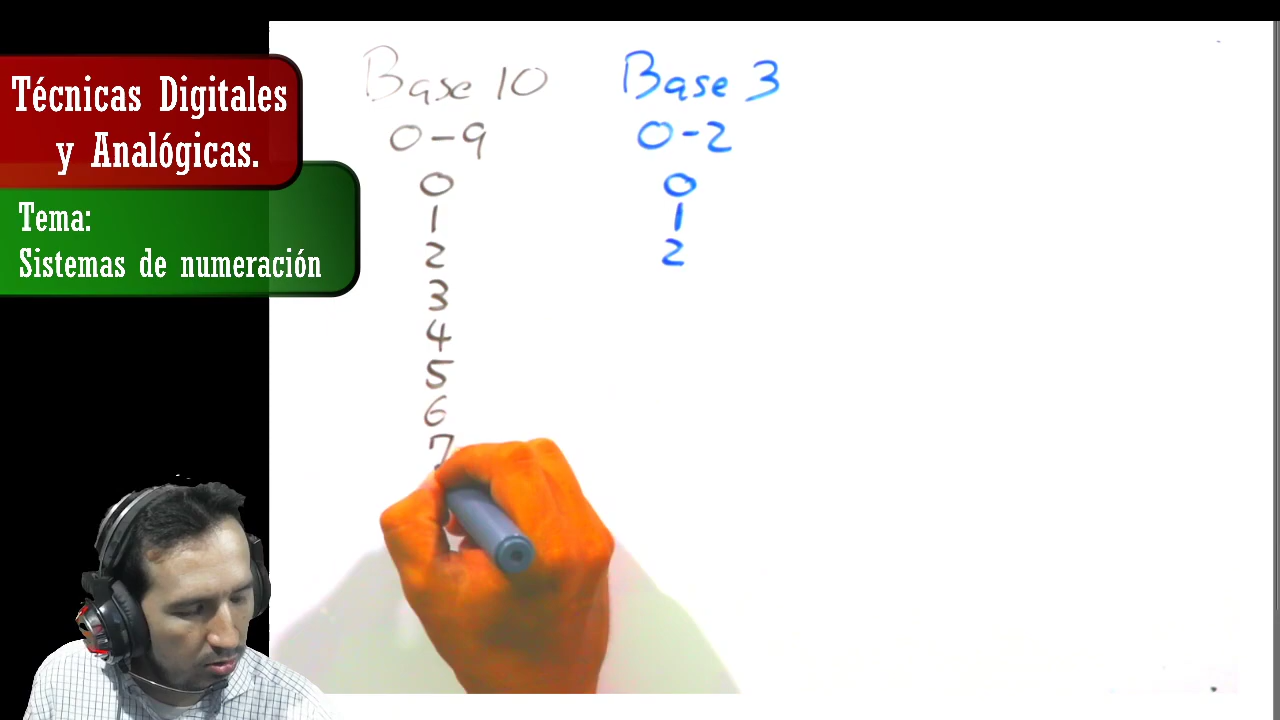 Técnicas Digitales
y Analógicas.
Tema:
Sistemas de numeración
Base 10
0-9
0
1
2
3
4
5
6
7
Base 3
0-2
0
1
2